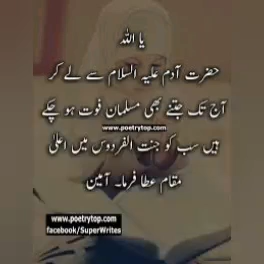 یا اللہ
حضرت آدم علیہ السلام سے لے کر
آج تک جتنے بھی مسلمان فوت ہو چکے
www.poetrytop.com
ہیں سب کو جنت الفردوس میں اعلیٰ
مقام عطا فرما۔ آمین
www.poetrytop.com
facebook/SuperWrites